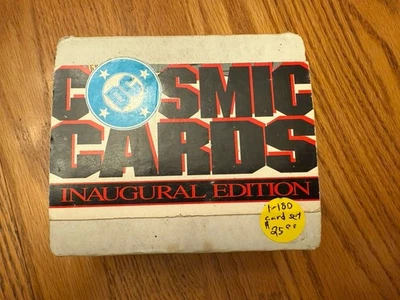 COSMIC
DC
CARDS
INAUGURAL EDITION
1-180
card set
$25.00